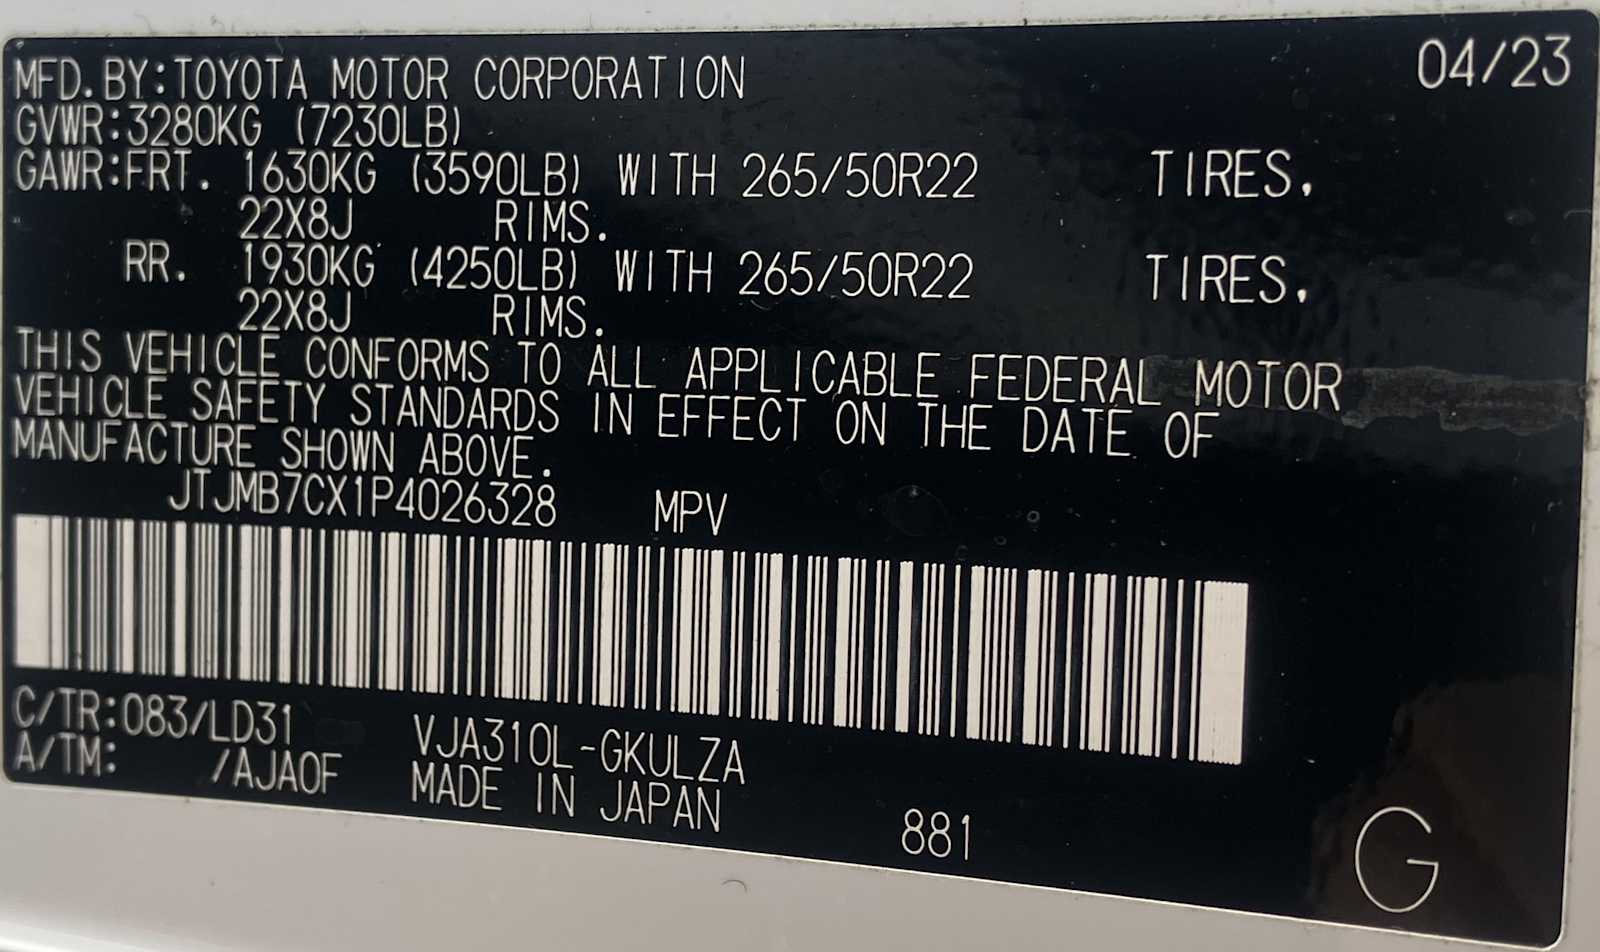 04/23
MFD.BY:TOYOTA MOTOR CORPORATION
GVWR:3280KG (7230LB)
GAWR:FRT. 1630KG (3590LB) WITH 265/50R22 TIRES.
22X8J RIMS.
RR. 1930KG (4250LB) WITH 265/50R22 TIRES.
22X8J RIMS.
THIS VEHICLE CONFORMS TO ALL APPLICABLE FEDERAL MOTOR
VEHICLE SAFETY STANDARDS IN EFFECT ON THE DATE OF
MANUFACTURE SHOWN ABOVE.
JTJMB7CX1P4026328 MPV
C/TR:083/LD31 VJA310L-GKULZA
A/TM: /AJA0F MADE IN JAPAN
881
G